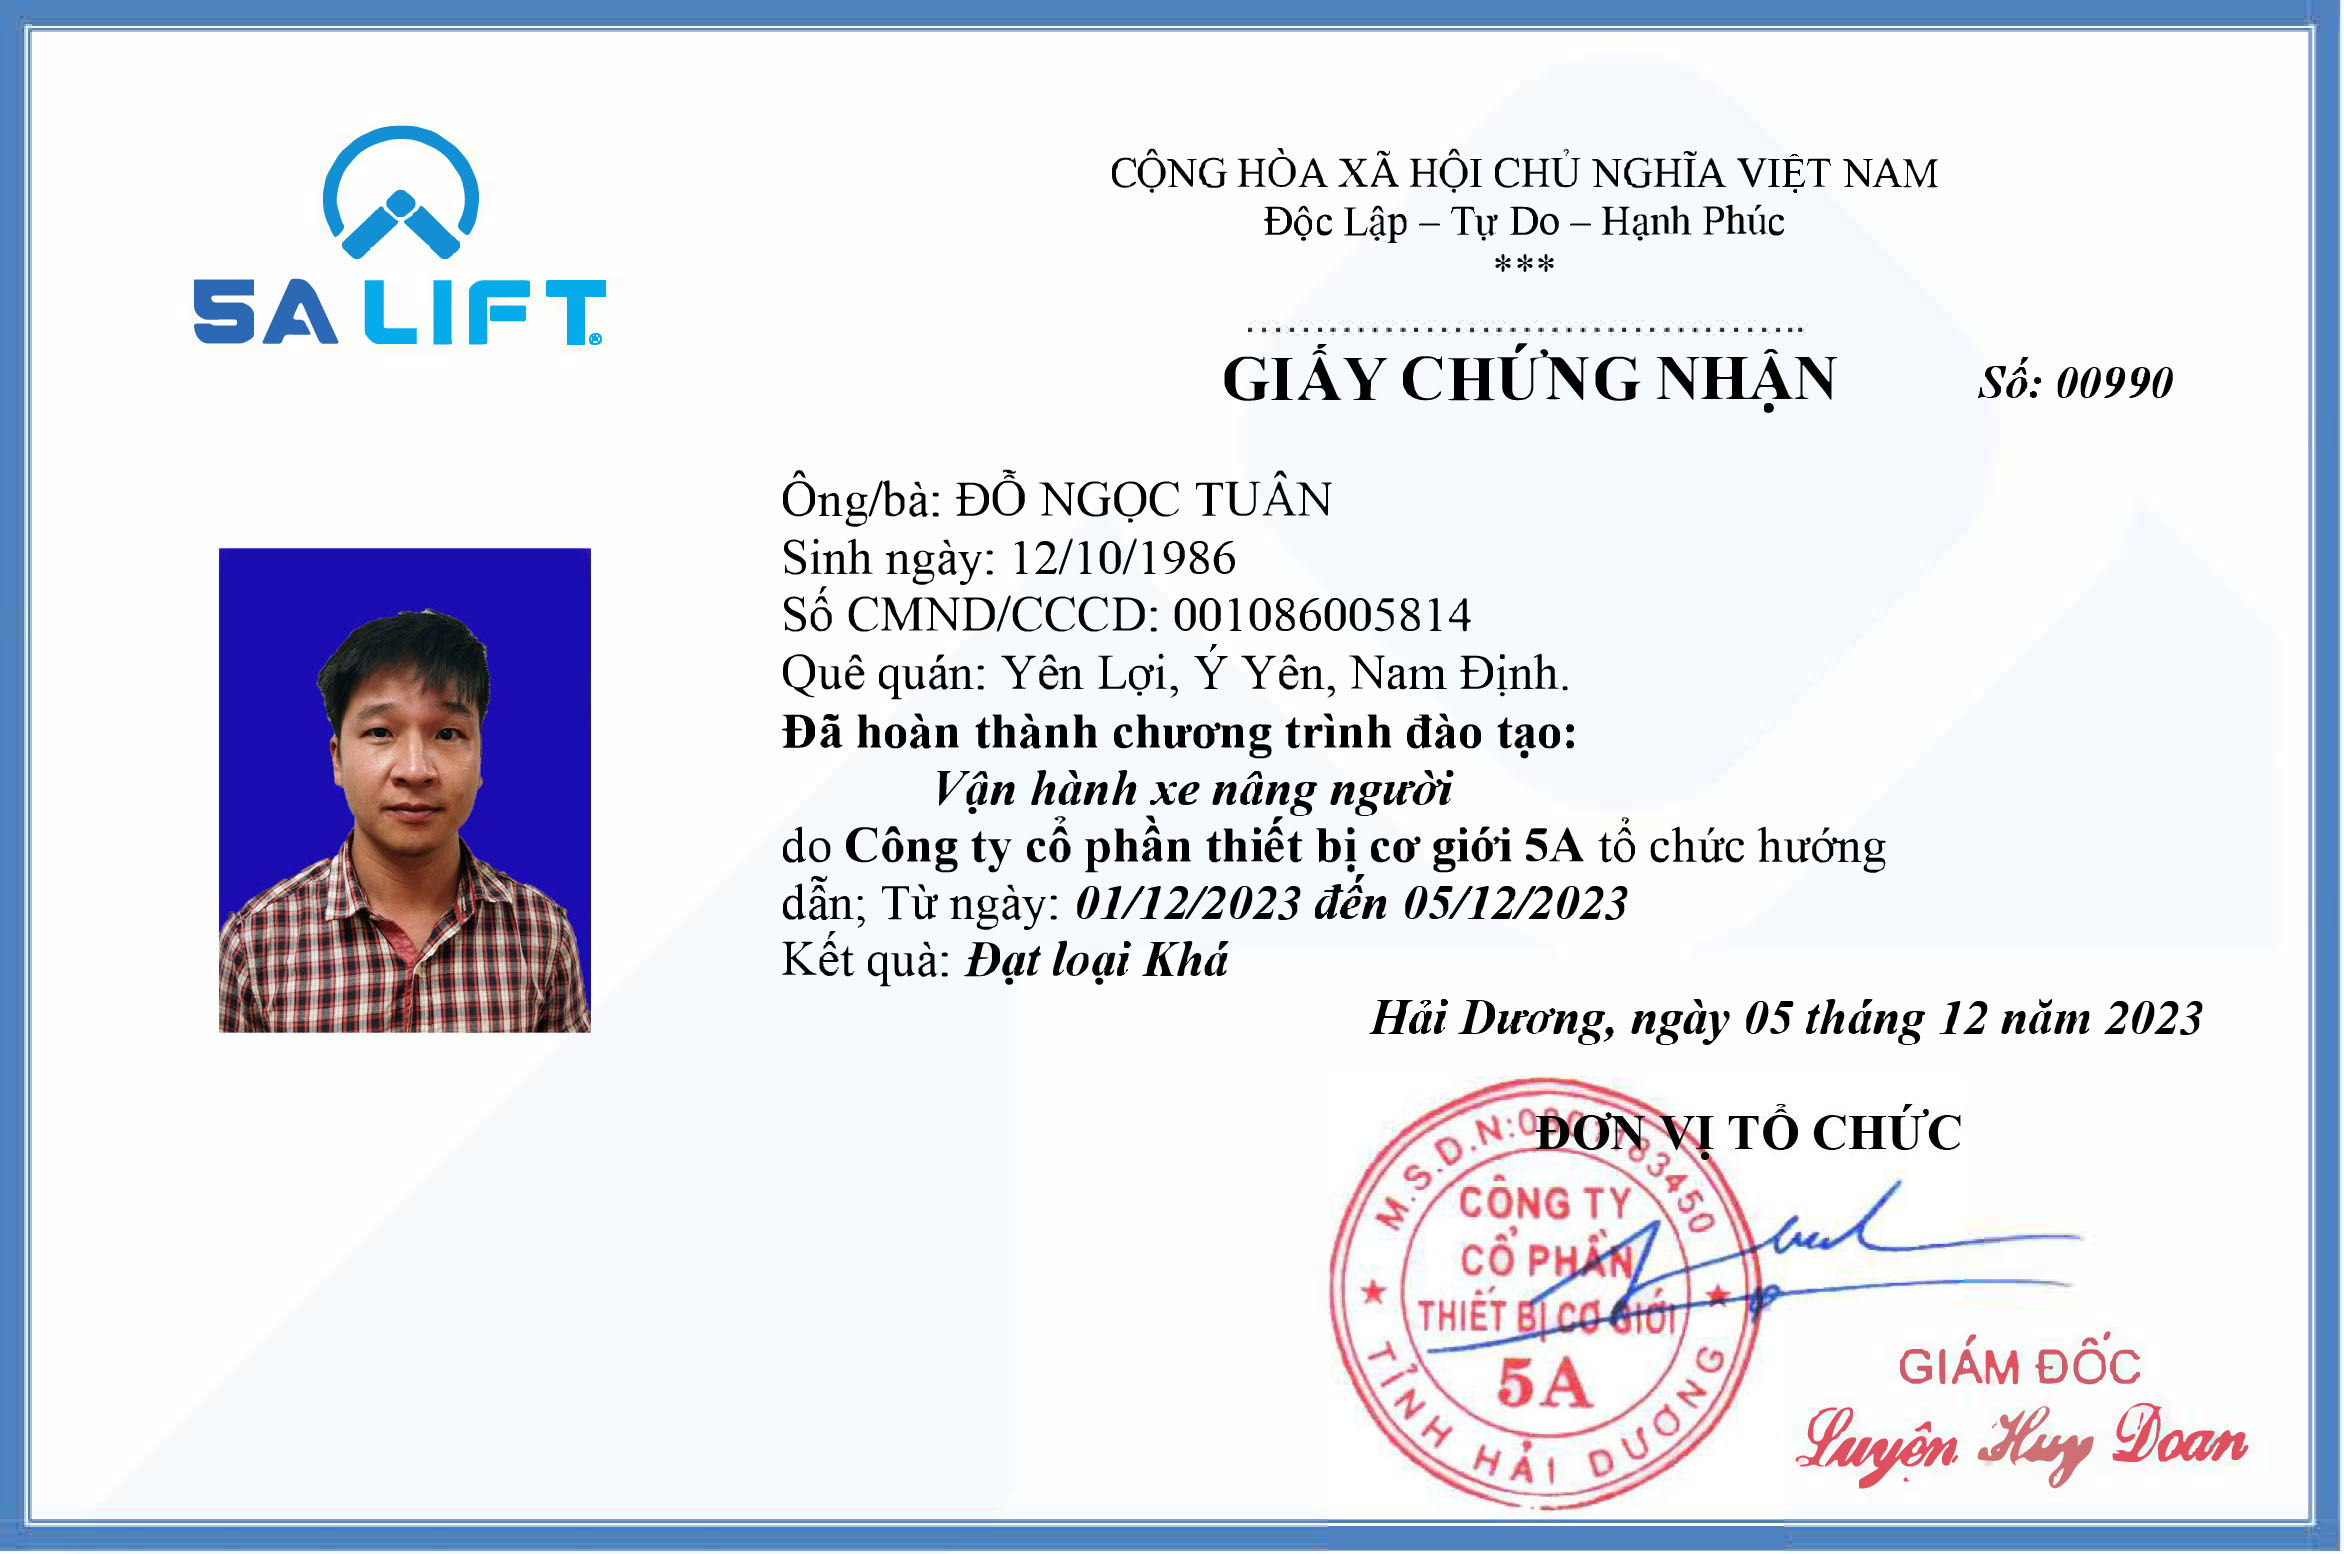 5A LIFT®
CỘNG HÒA XÃ HỘI CHỦ NGHĨA VIỆT NAM
Độc Lập – Tự Do – Hạnh Phúc
***
GIẤY CHỨNG NHẬN
Số: 00990
Ông/bà: ĐỖ NGỌC TUÂN
Sinh ngày: 12/10/1986
Số CMND/CCCD: 001086005814
Quê quán: Yên Lợi, Ý Yên, Nam Định.
Đã hoàn thành chương trình đào tạo:
Vận hành xe nâng người
do Công ty cổ phần thiết bị cơ giới 5A tổ chức hướng
dẫn; Từ ngày: 01/12/2023 đến 05/12/2023
Kết quà: Đạt loại Khá
Hải Dương, ngày 05 tháng 12 năm 2023
ĐƠN VỊ TỔ CHỨC
M.S.D.N:0801183450
CÔNG TY
CỔ PHẦN
THIẾT BỊ CƠ GIỚI
5A
TỈNH HẢI DƯƠNG
GIÁM ĐỐC
Luyện Huy Doan